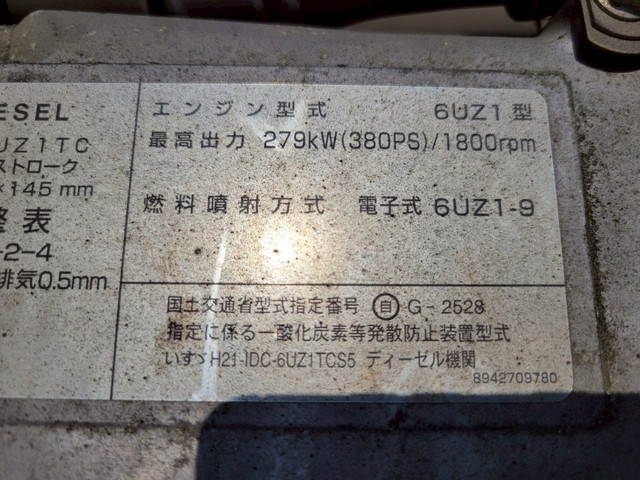 ESEL
UZ1TC
ストローク
×145 mm
整表
-2-4
排気0.5mm
エンジン型式 6UZ1型
最高出力 279kW(380PS)/1800rpm
燃料噴射方式 電子式 6UZ1-9
国土交通省型式指定番号 自 G-2528
指定に係る一酸化炭素等発散防止装置型式
いすゞH21-IDC-6UZ1TCS5 ディーゼル機関
8942709780